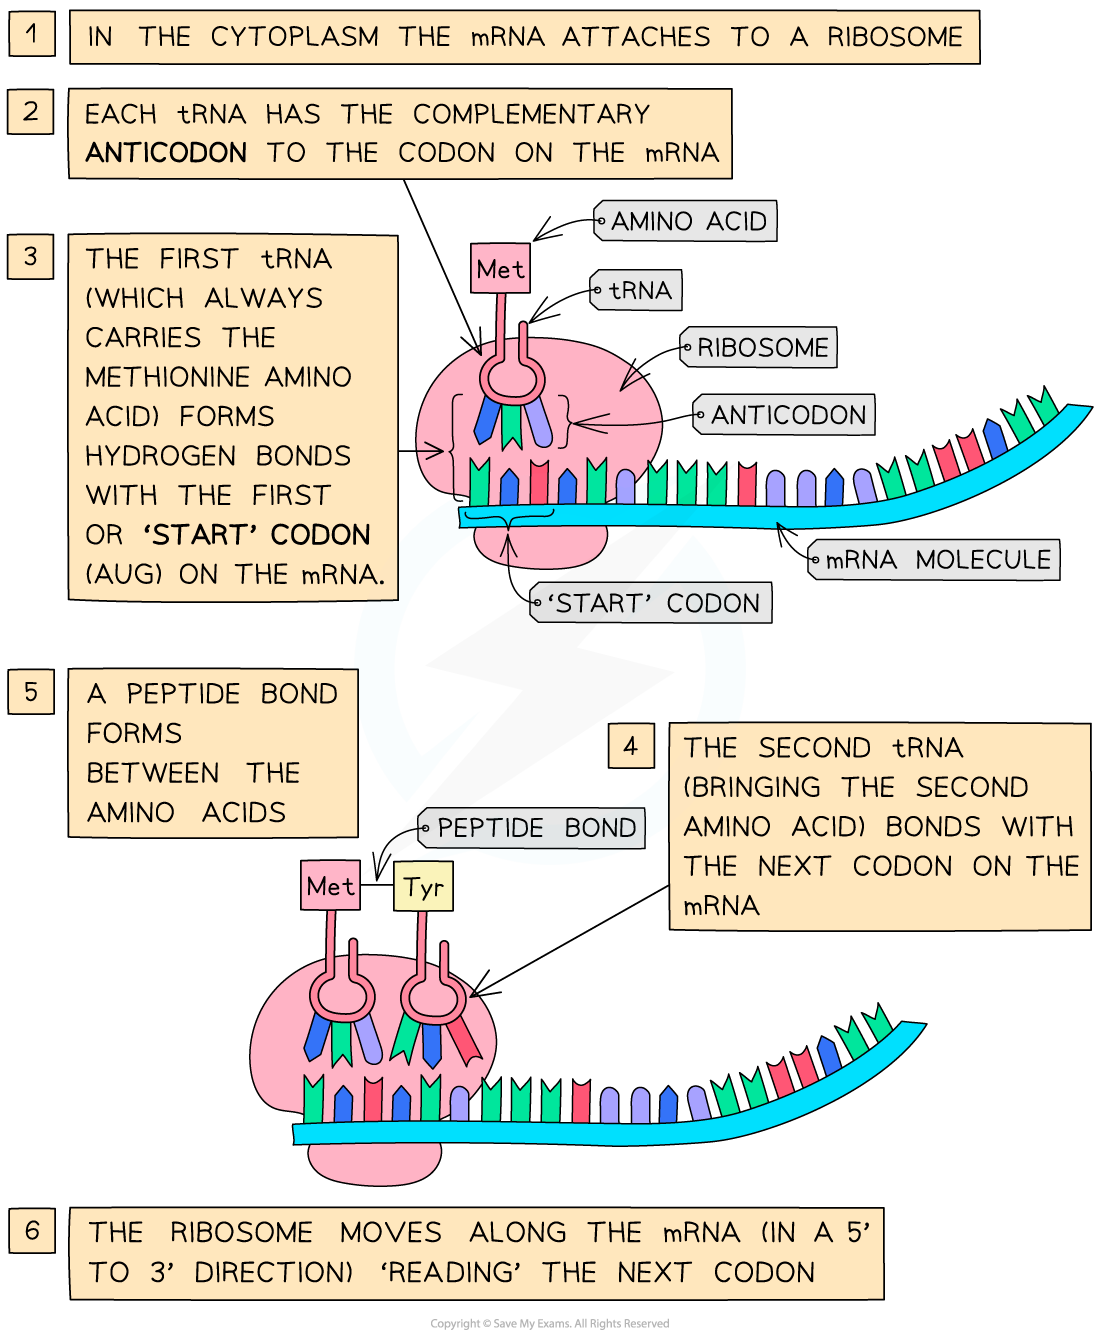 1
IN THE CYTOPLASM THE mRNA ATTACHES TO A RIBOSOME
2
EACH tRNA HAS THE COMPLEMENTARY
ANTICODON TO THE CODON ON THE mRNA
3
THE FIRST tRNA
(WHICH ALWAYS
CARRIES THE
METHIONINE AMINO
ACID) FORMS
HYDROGEN BONDS
WITH THE FIRST
OR ‘START’ CODON
(AUG) ON THE mRNA.
AMINO ACID
Met
tRNA
RIBOSOME
ANTICODON
mRNA MOLECULE
‘START’ CODON
5
A PEPTIDE BOND
FORMS
BETWEEN THE
AMINO ACIDS
4
THE SECOND tRNA
(BRINGING THE SECOND
AMINO ACID) BONDS WITH
THE NEXT CODON ON THE
mRNA
PEPTIDE BOND
Met
Tyr
6
THE RIBOSOME MOVES ALONG THE mRNA (IN A 5’
TO 3’ DIRECTION) ‘READING’ THE NEXT CODON
Copyright © Save My Exams. All Rights Reserved